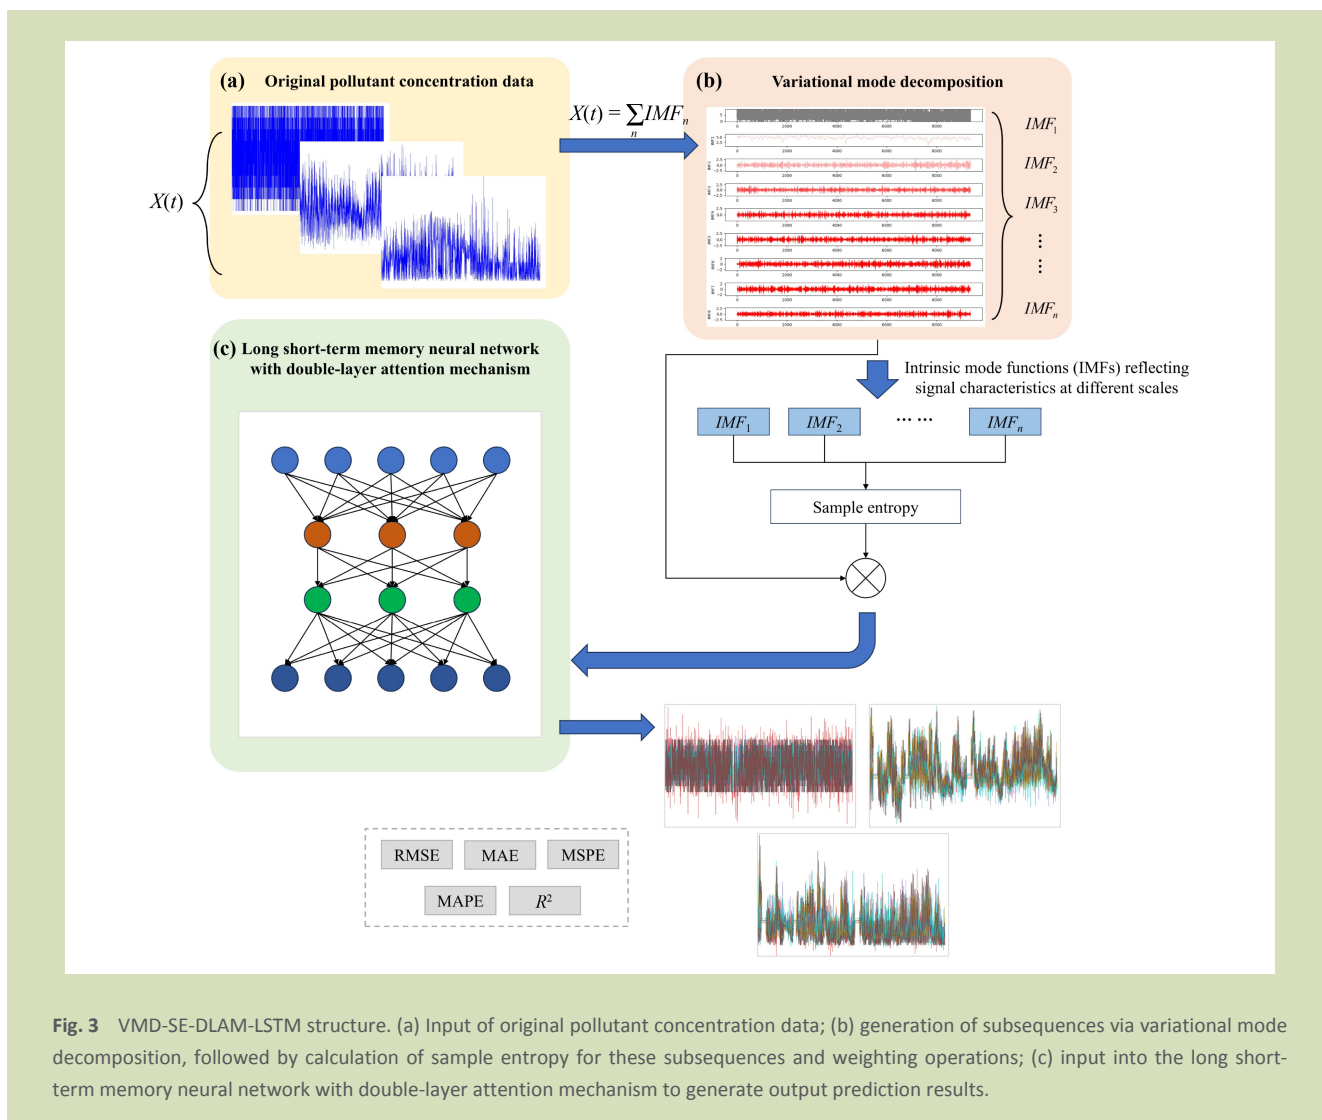 (a) Original pollutant concentration data
X(t)
X(t) = ∑ IMFn
n
(b) Variational mode decomposition
IMF1
IMF2
IMF3
⋮
⋮
IMFn
Intrinsic mode functions (IMFs) reflecting
signal characteristics at different scales
IMF1 IMF2 ⋯ ⋯ IMFn
Sample entropy
(c) Long short-term memory neural network
with double-layer attention mechanism
RMSE MAE MSPE
MAPE R²
Fig. 3 VMD-SE-DLAM-LSTM structure. (a) Input of original pollutant concentration data; (b) generation of subsequences via variational mode
decomposition, followed by calculation of sample entropy for these subsequences and weighting operations; (c) input into the long short-
term memory neural network with double-layer attention mechanism to generate output prediction results.